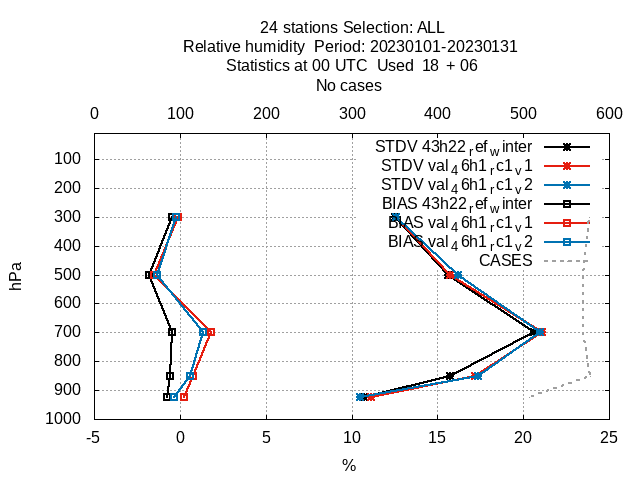 24 stations Selection: ALL
Relative humidity  Period: 20230101-20230131
Statistics at 00 UTC  Used  18  + 06
No cases
0 100 200 300 400 500 600
STDV 43h22_ref_winter
STDV val_46h1_rc1_v1
STDV val_46h1_rc1_v2
BIAS 43h22_ref_winter
BIAS val_46h1_rc1_v1
BIAS val_46h1_rc1_v2
CASES
100
200
300
400
500
600
700
800
900
1000
hPa
-5 0 5 10 15 20 25
%